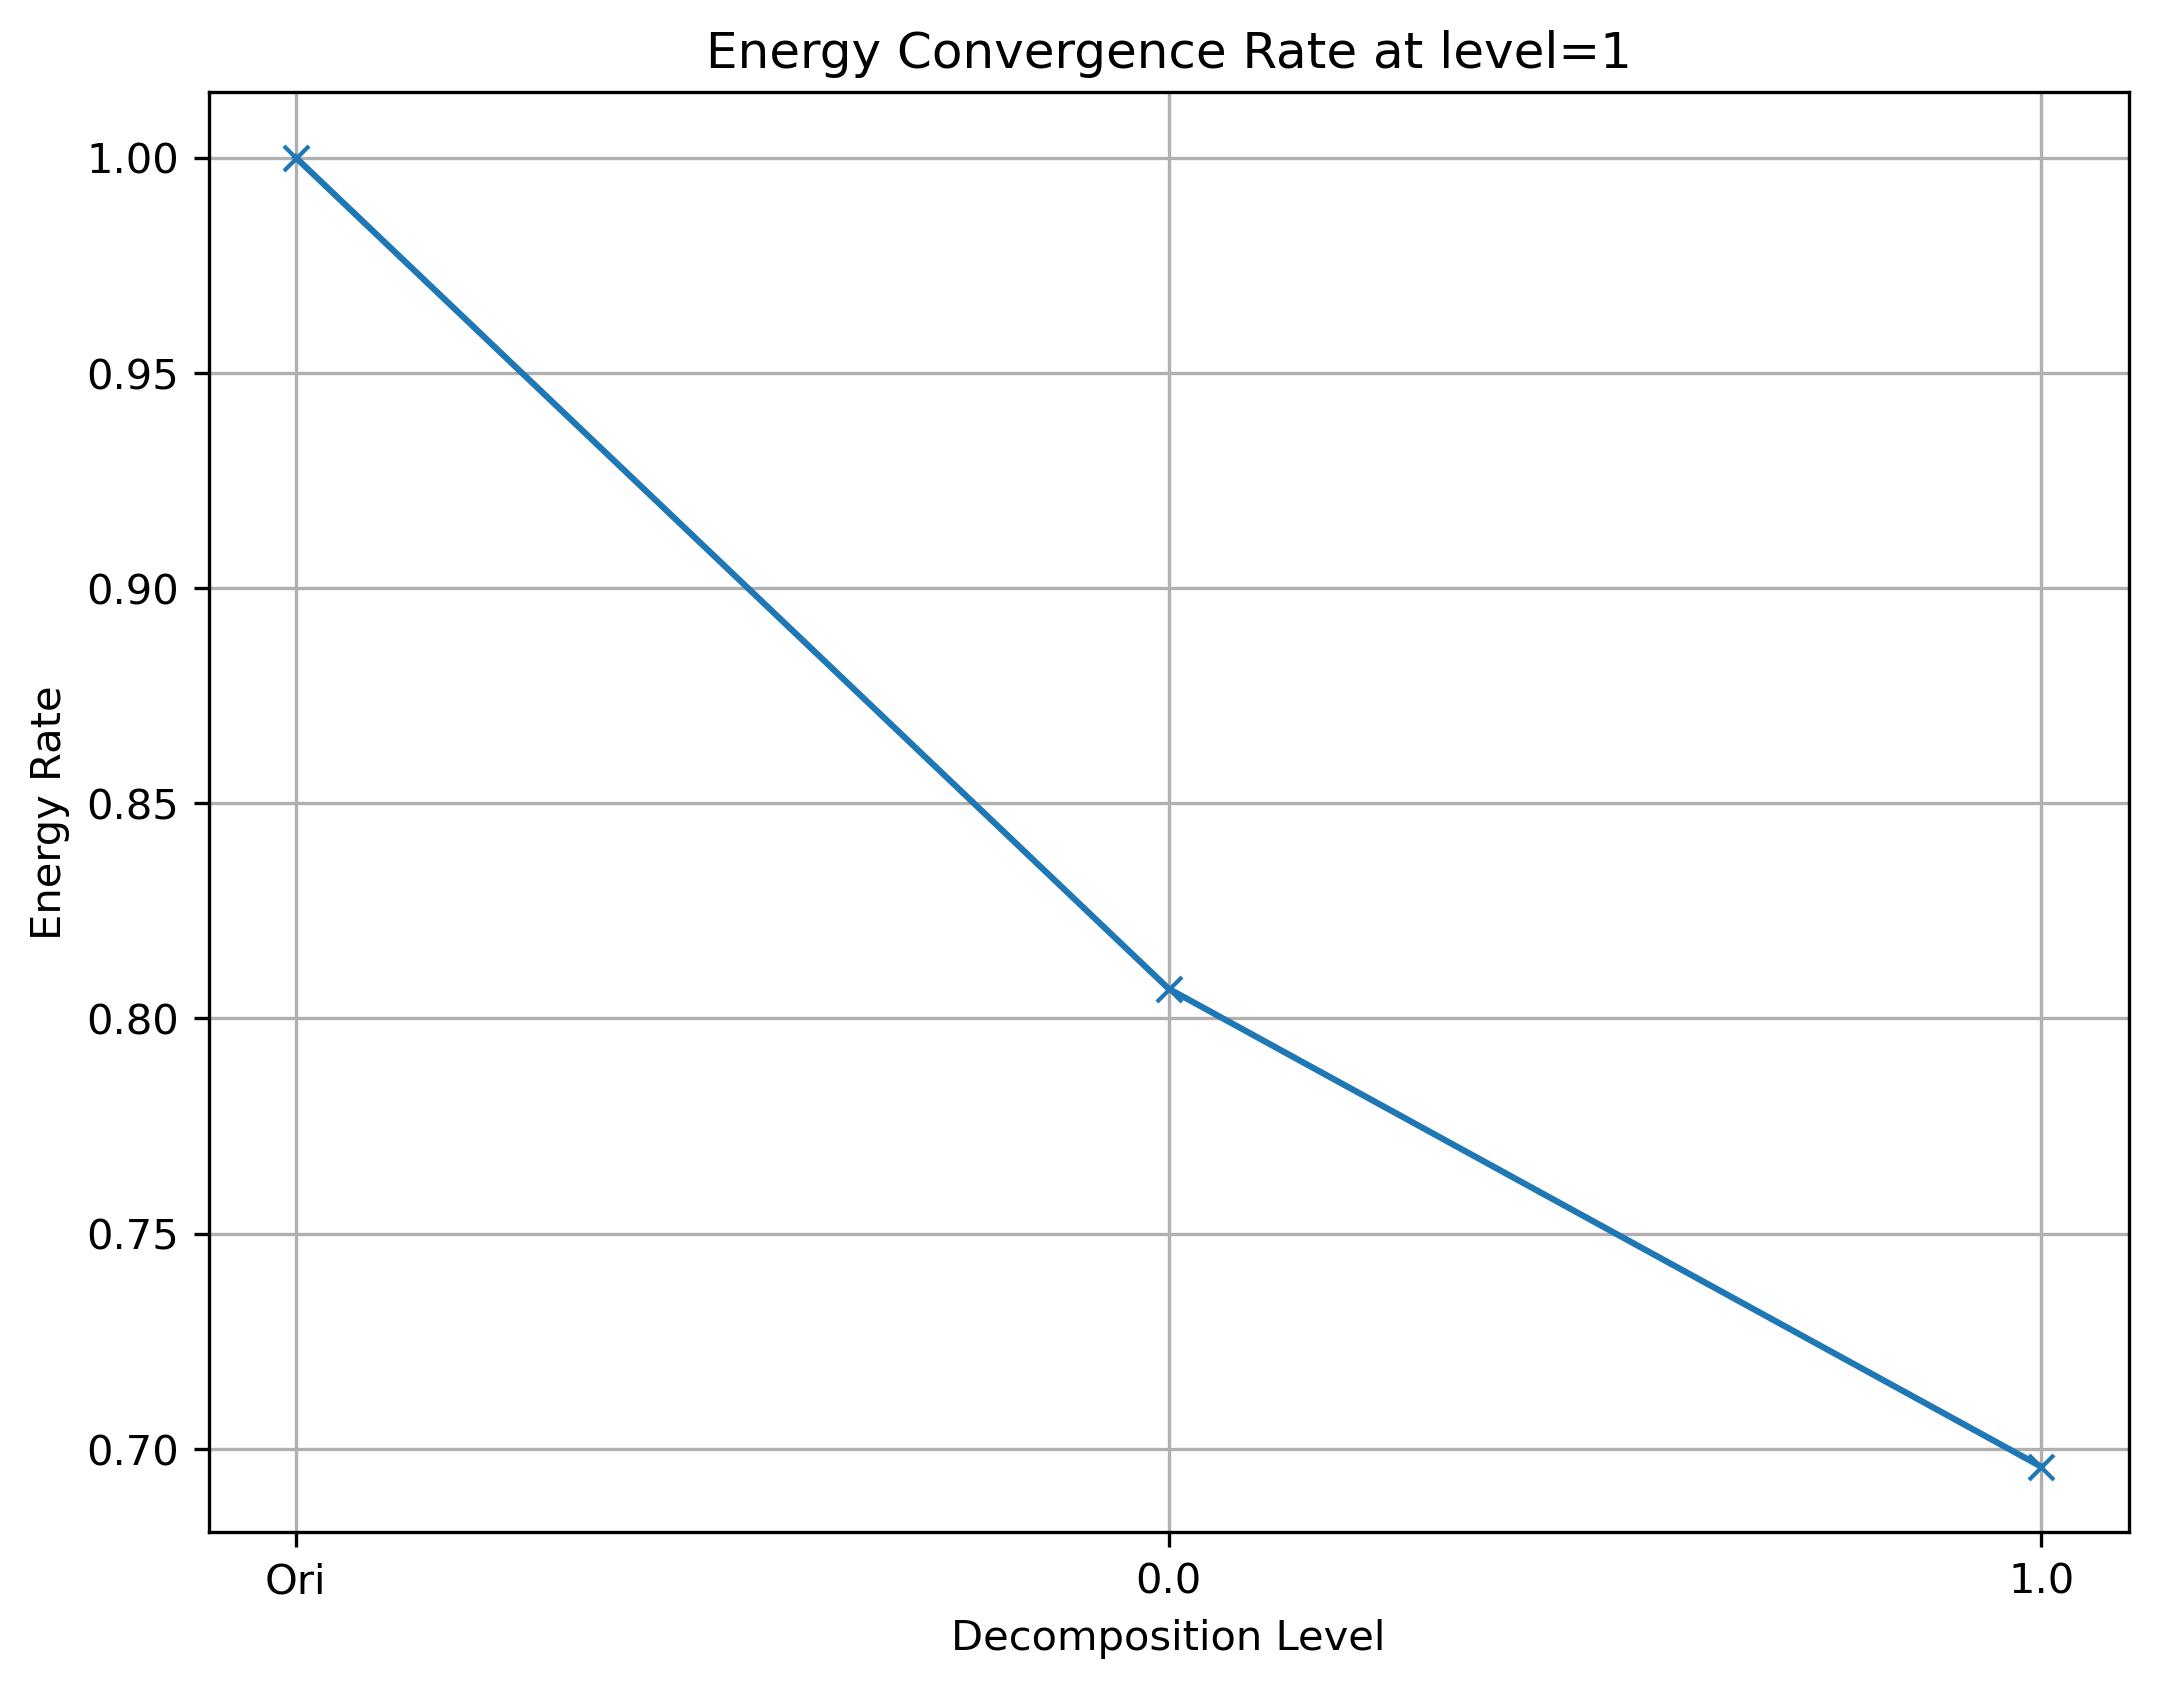 Energy Convergence Rate at level=1
1.00
0.95
0.90
0.85
0.80
0.75
0.70
Energy Rate
Ori 0.0 1.0
Decomposition Level